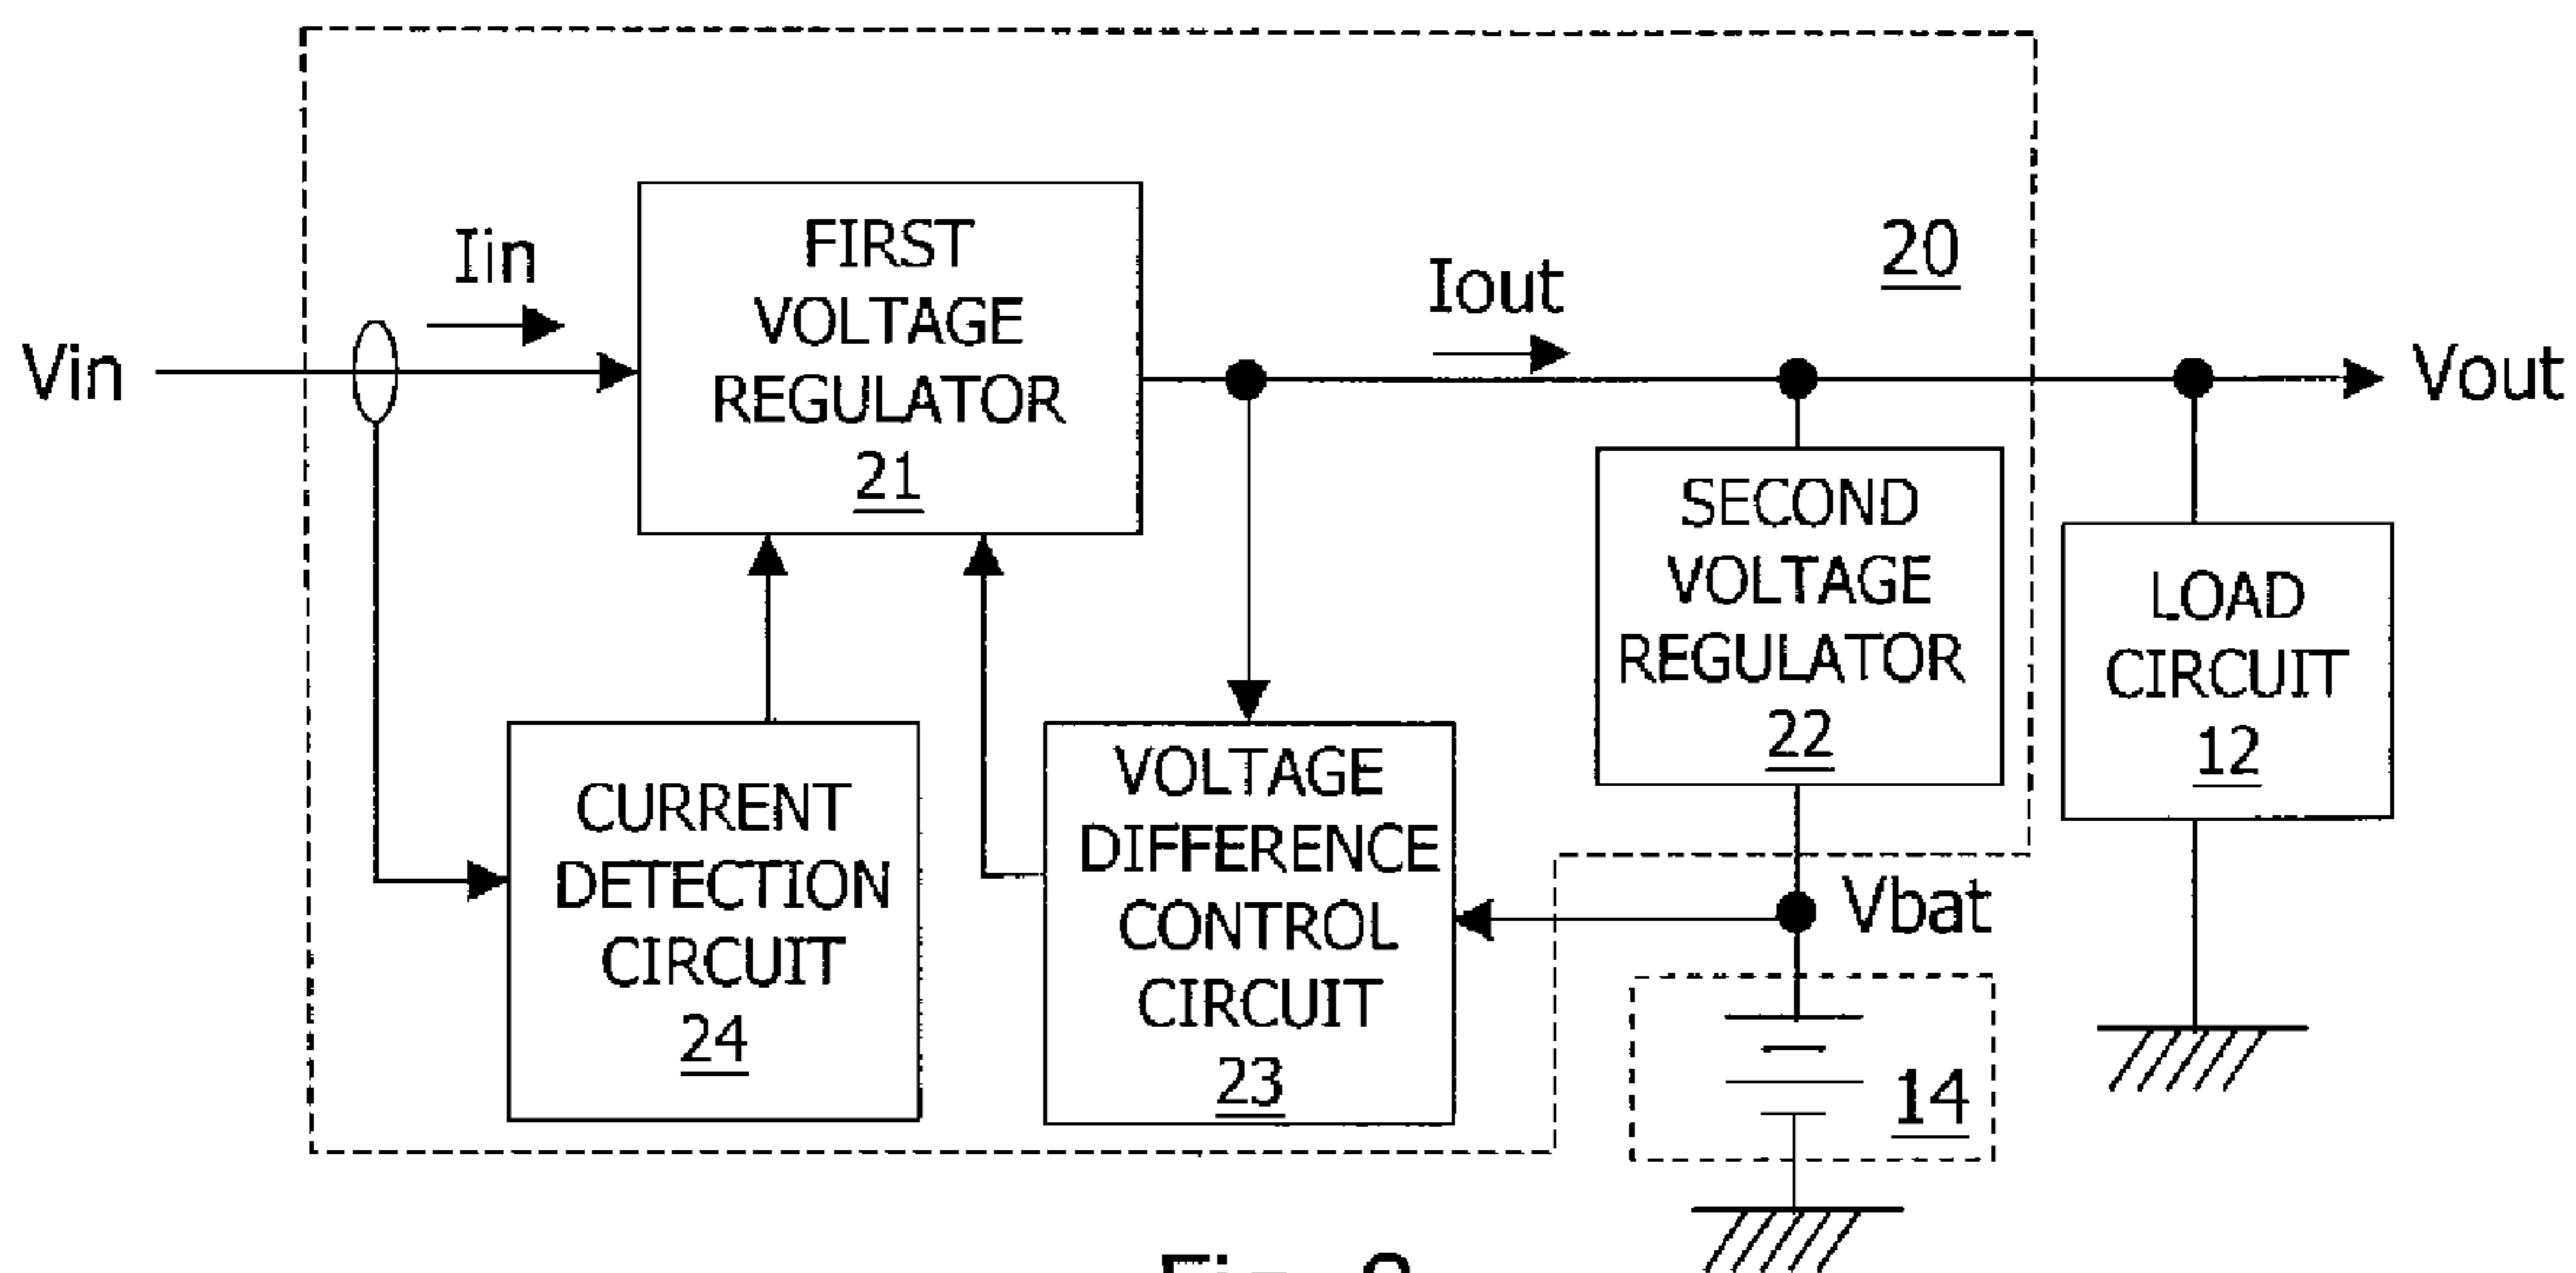 Vin
Iin
FIRST
VOLTAGE
REGULATOR
21
Iout
20
Vout
SECOND
VOLTAGE
REGULATOR
22
LOAD
CIRCUIT
12
CURRENT
DETECTION
CIRCUIT
24
VOLTAGE
DIFFERENCE
CONTROL
CIRCUIT
23
Vbat
14